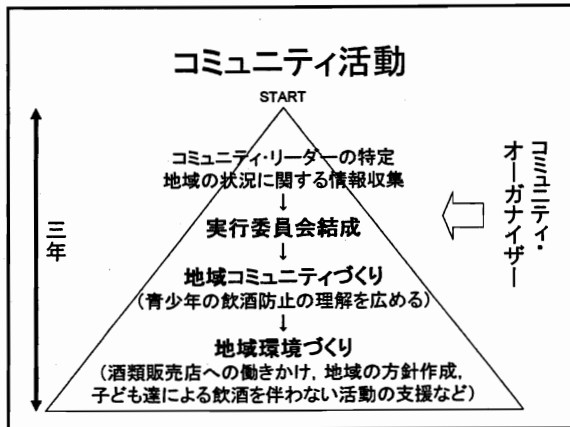 コミュニティ活動
START
コミュニティ・リーダーの特定
地域の状況に関する情報収集
↓
実行委員会結成
↓
地域コミュニティづくり
（青少年の飲酒防止の理解を広める）
↓
地域環境づくり
（酒類販売店への働きかけ，地域の方針作成，
子ども達による飲酒を伴わない活動の支援など）
三年
コミュニティ・
オーガナイザー